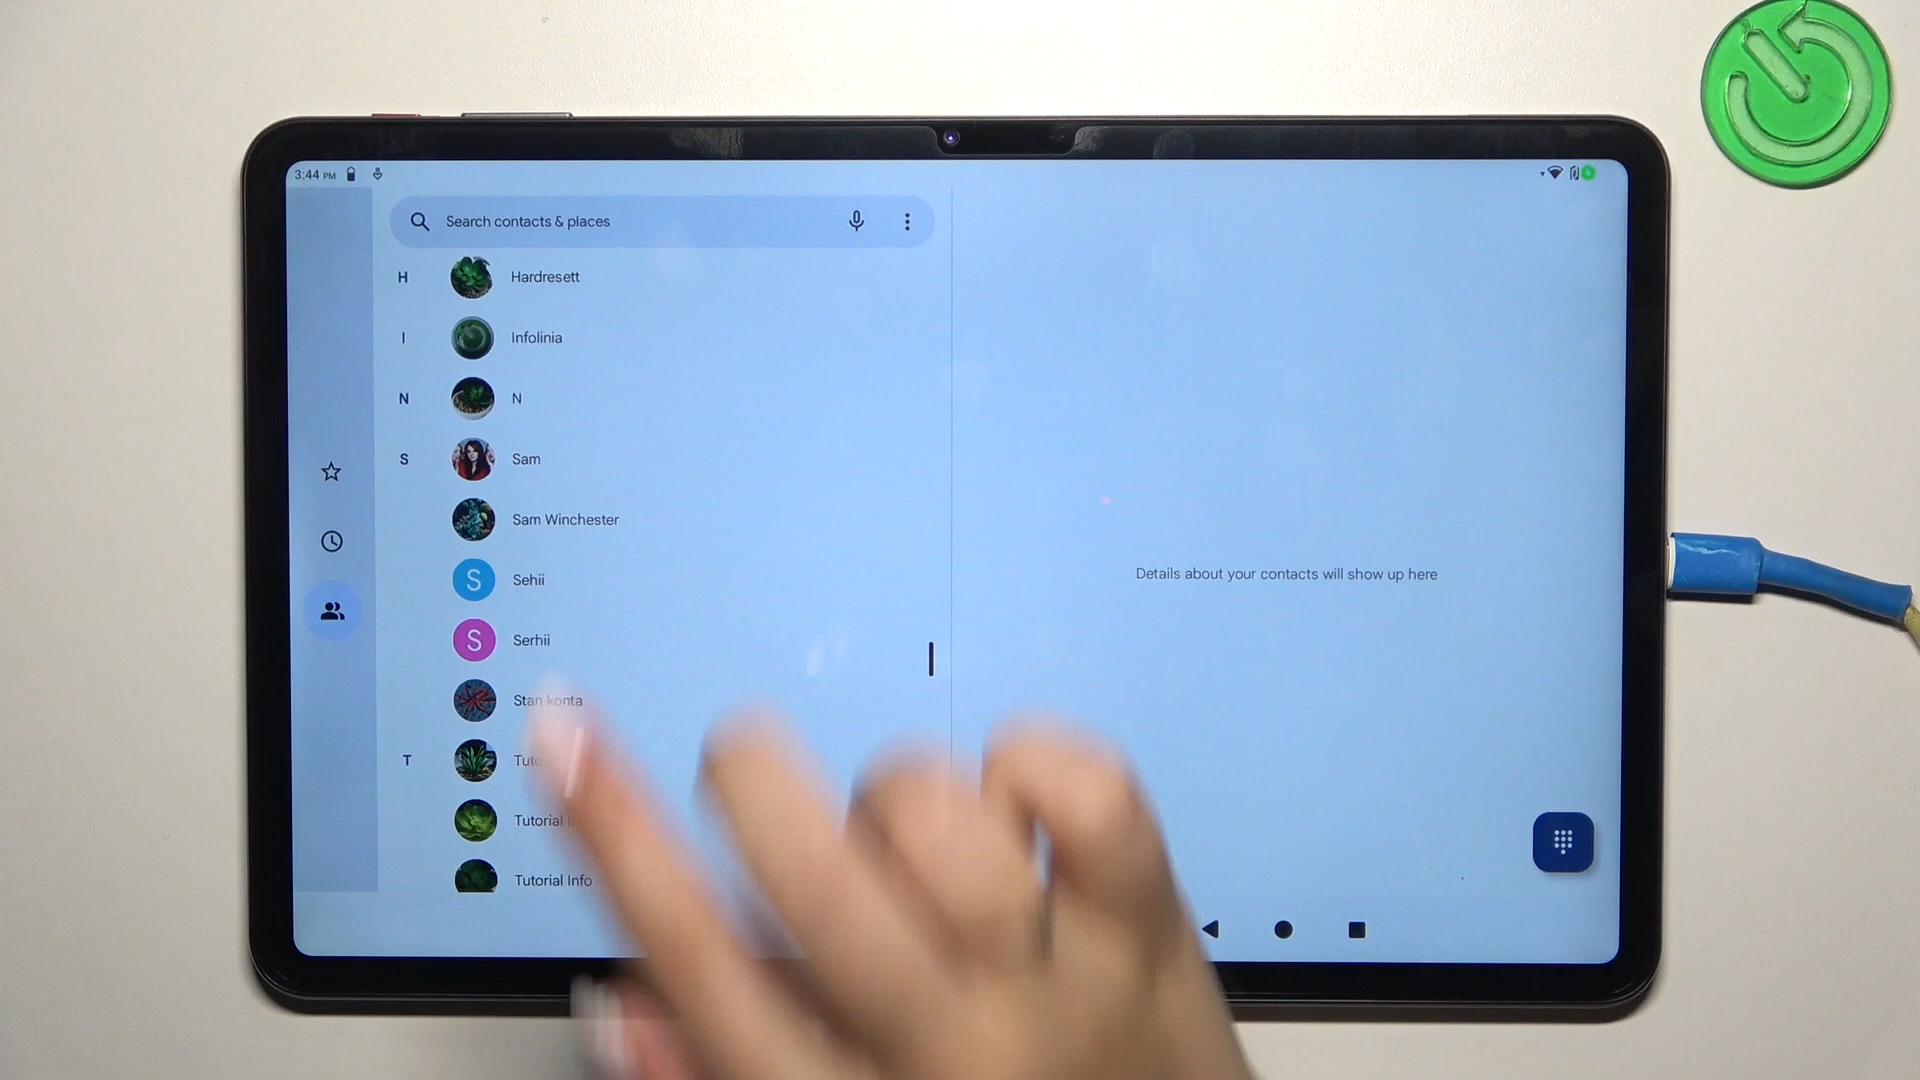 3:44 PM
Search contacts & places
H Hardresett
I Infolinia
N N
S Sam
Sam Winchester
S Sehii
S Serhii
Stan konta
T
Tutorial
Tutorial Info
Details about your contacts will show up here